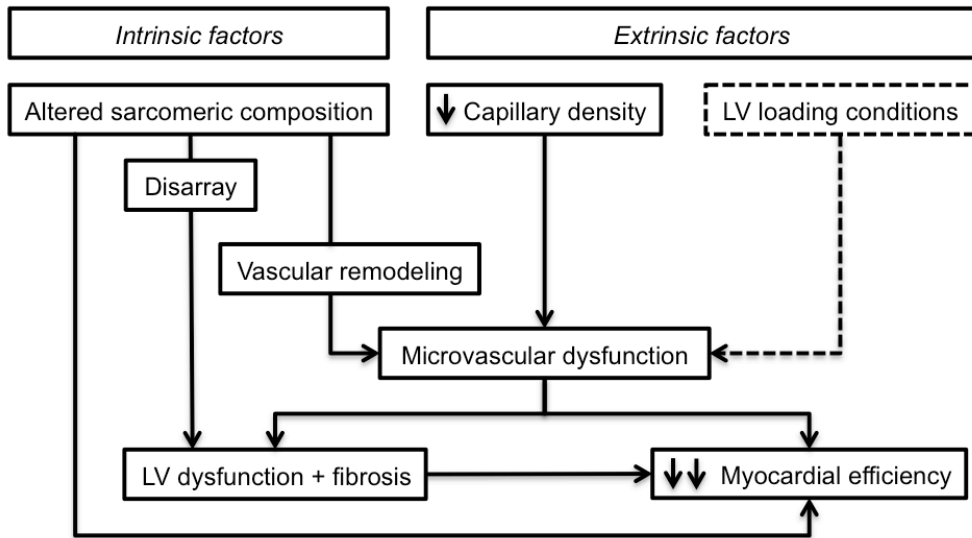 Intrinsic factors
Extrinsic factors
Altered sarcomeric composition
↓ Capillary density
LV loading conditions
Disarray
Vascular remodeling
Microvascular dysfunction
LV dysfunction + fibrosis
↓↓ Myocardial efficiency